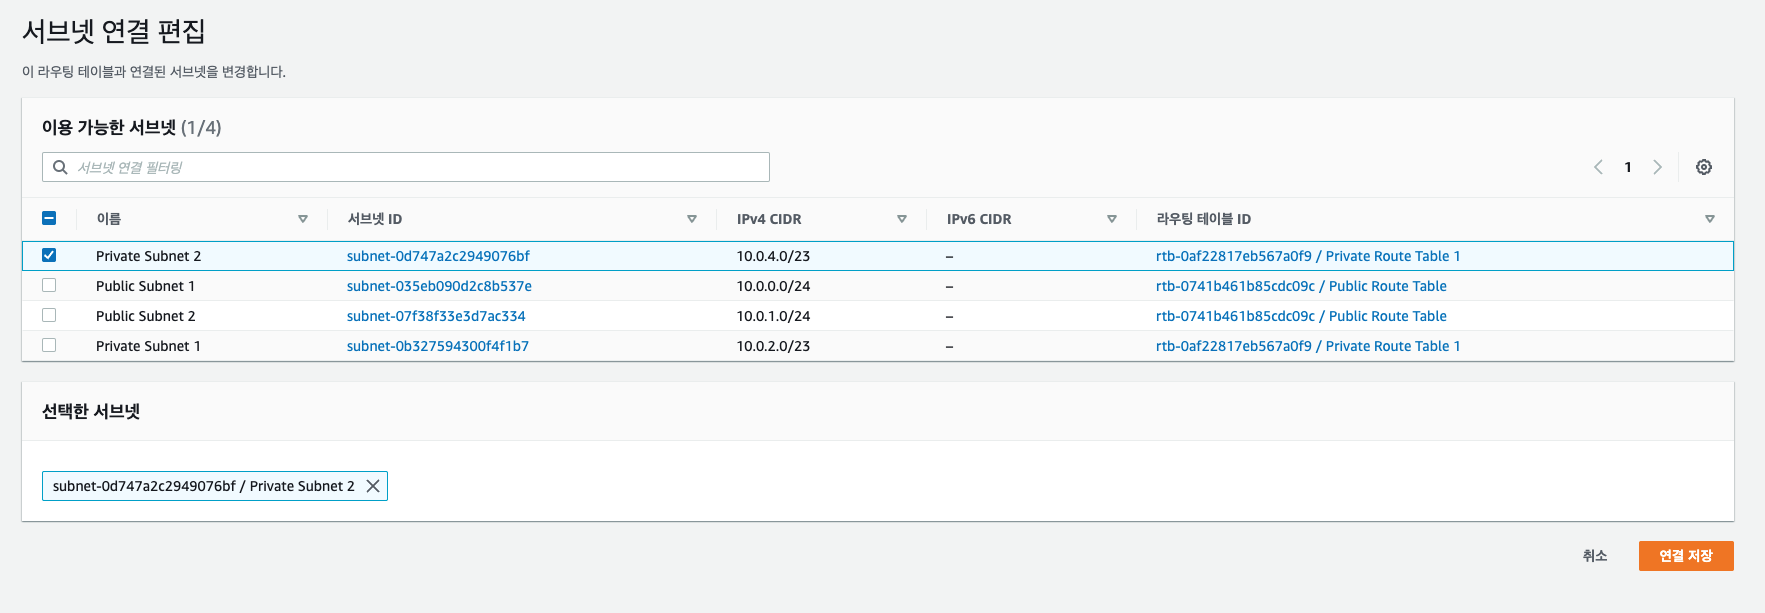 서브넷 연결 편집
이 라우팅 테이블과 연결된 서브넷을 변경합니다.
이용 가능한 서브넷 (1/4)
서브넷 연결 필터링
1
이름 서브넷 ID IPv4 CIDR IPv6 CIDR 라우팅 테이블 ID
Private Subnet 2 subnet-0d747a2c2949076bf 10.0.4.0/23 – rtb-0af22817eb567a0f9 / Private Route Table 1
Public Subnet 1 subnet-035eb090d2c8b537e 10.0.0.0/24 – rtb-0741b461b85cdc09c / Public Route Table
Public Subnet 2 subnet-07f38f33e3d7ac334 10.0.1.0/24 – rtb-0741b461b85cdc09c / Public Route Table
Private Subnet 1 subnet-0b327594300f4f1b7 10.0.2.0/23 – rtb-0af22817eb567a0f9 / Private Route Table 1
선택한 서브넷
subnet-0d747a2c2949076bf / Private Subnet 2
취소 연결 저장